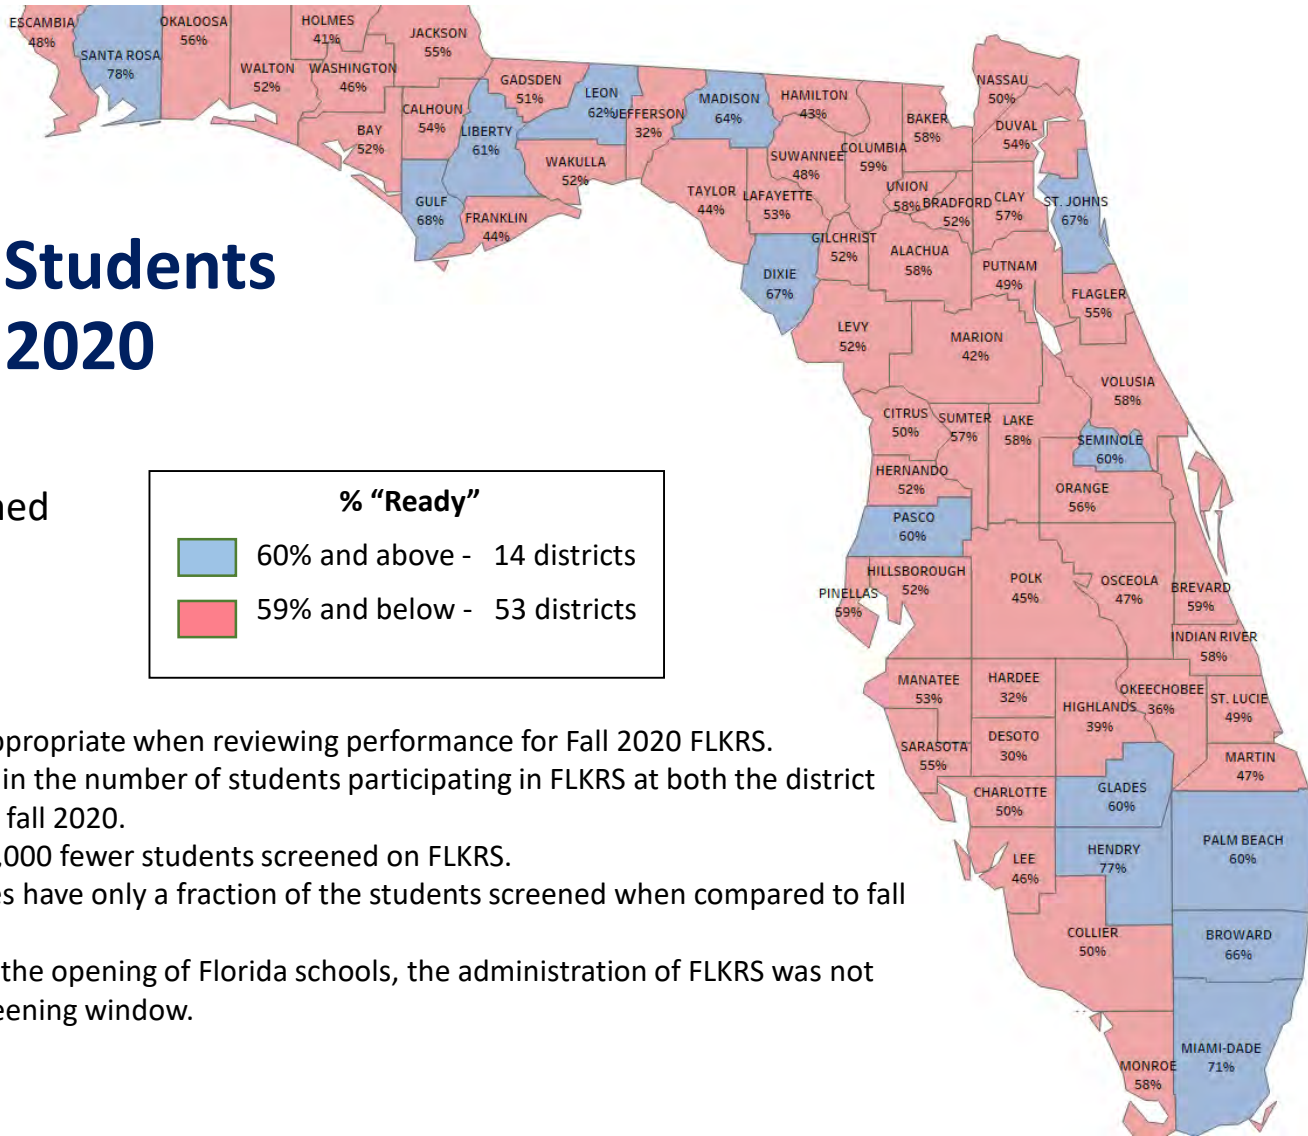 ESCAMBIA
48%
SANTA ROSA
78%
OKALOOSA
56%
WALTON
52%
HOLMES
41%
WASHINGTON
46%
JACKSON
55%
BAY
52%
CALHOUN
54%
GULF
68%
LIBERTY
61%
GADSDEN
51%
FRANKLIN
44%
LEON
62%
WAKULLA
52%
JEFFERSON
32%
MADISON
64%
TAYLOR
44%
HAMILTON
43%
SUWANNEE
48%
LAFAYETTE
53%
DIXIE
67%
COLUMBIA
59%
GILCHRIST
52%
BAKER
58%
UNION
58%
BRADFORD
52%
ALACHUA
58%
NASSAU
50%
DUVAL
54%
CLAY
57%
ST. JOHNS
67%
PUTNAM
49%
FLAGLER
55%
LEVY
52%
MARION
42%
VOLUSIA
58%
CITRUS
50%
SUMTER
57%
LAKE
58%
SEMINOLE
60%
HERNANDO
52%
ORANGE
56%
PASCO
60%
PINELLAS
59%
HILLSBOROUGH
52%
POLK
45%
OSCEOLA
47%
BREVARD
59%
INDIAN RIVER
58%
MANATEE
53%
HARDEE
32%
HIGHLANDS
39%
OKEECHOBEE
36%
ST. LUCIE
49%
SARASOTA
55%
DESOTO
30%
MARTIN
47%
CHARLOTTE
50%
GLADES
60%
LEE
46%
HENDRY
77%
PALM BEACH
60%
COLLIER
50%
BROWARD
66%
MIAMI-DADE
71%
MONROE
58%
Students
2020
ned
% “Ready”
60% and above - 14 districts
59% and below - 53 districts
ppropriate when reviewing performance for Fall 2020 FLKRS.
in the number of students participating in FLKRS at both the district
fall 2020.
,000 fewer students screened on FLKRS.
es have only a fraction of the students screened when compared to fall
the opening of Florida schools, the administration of FLKRS was not
eening window.